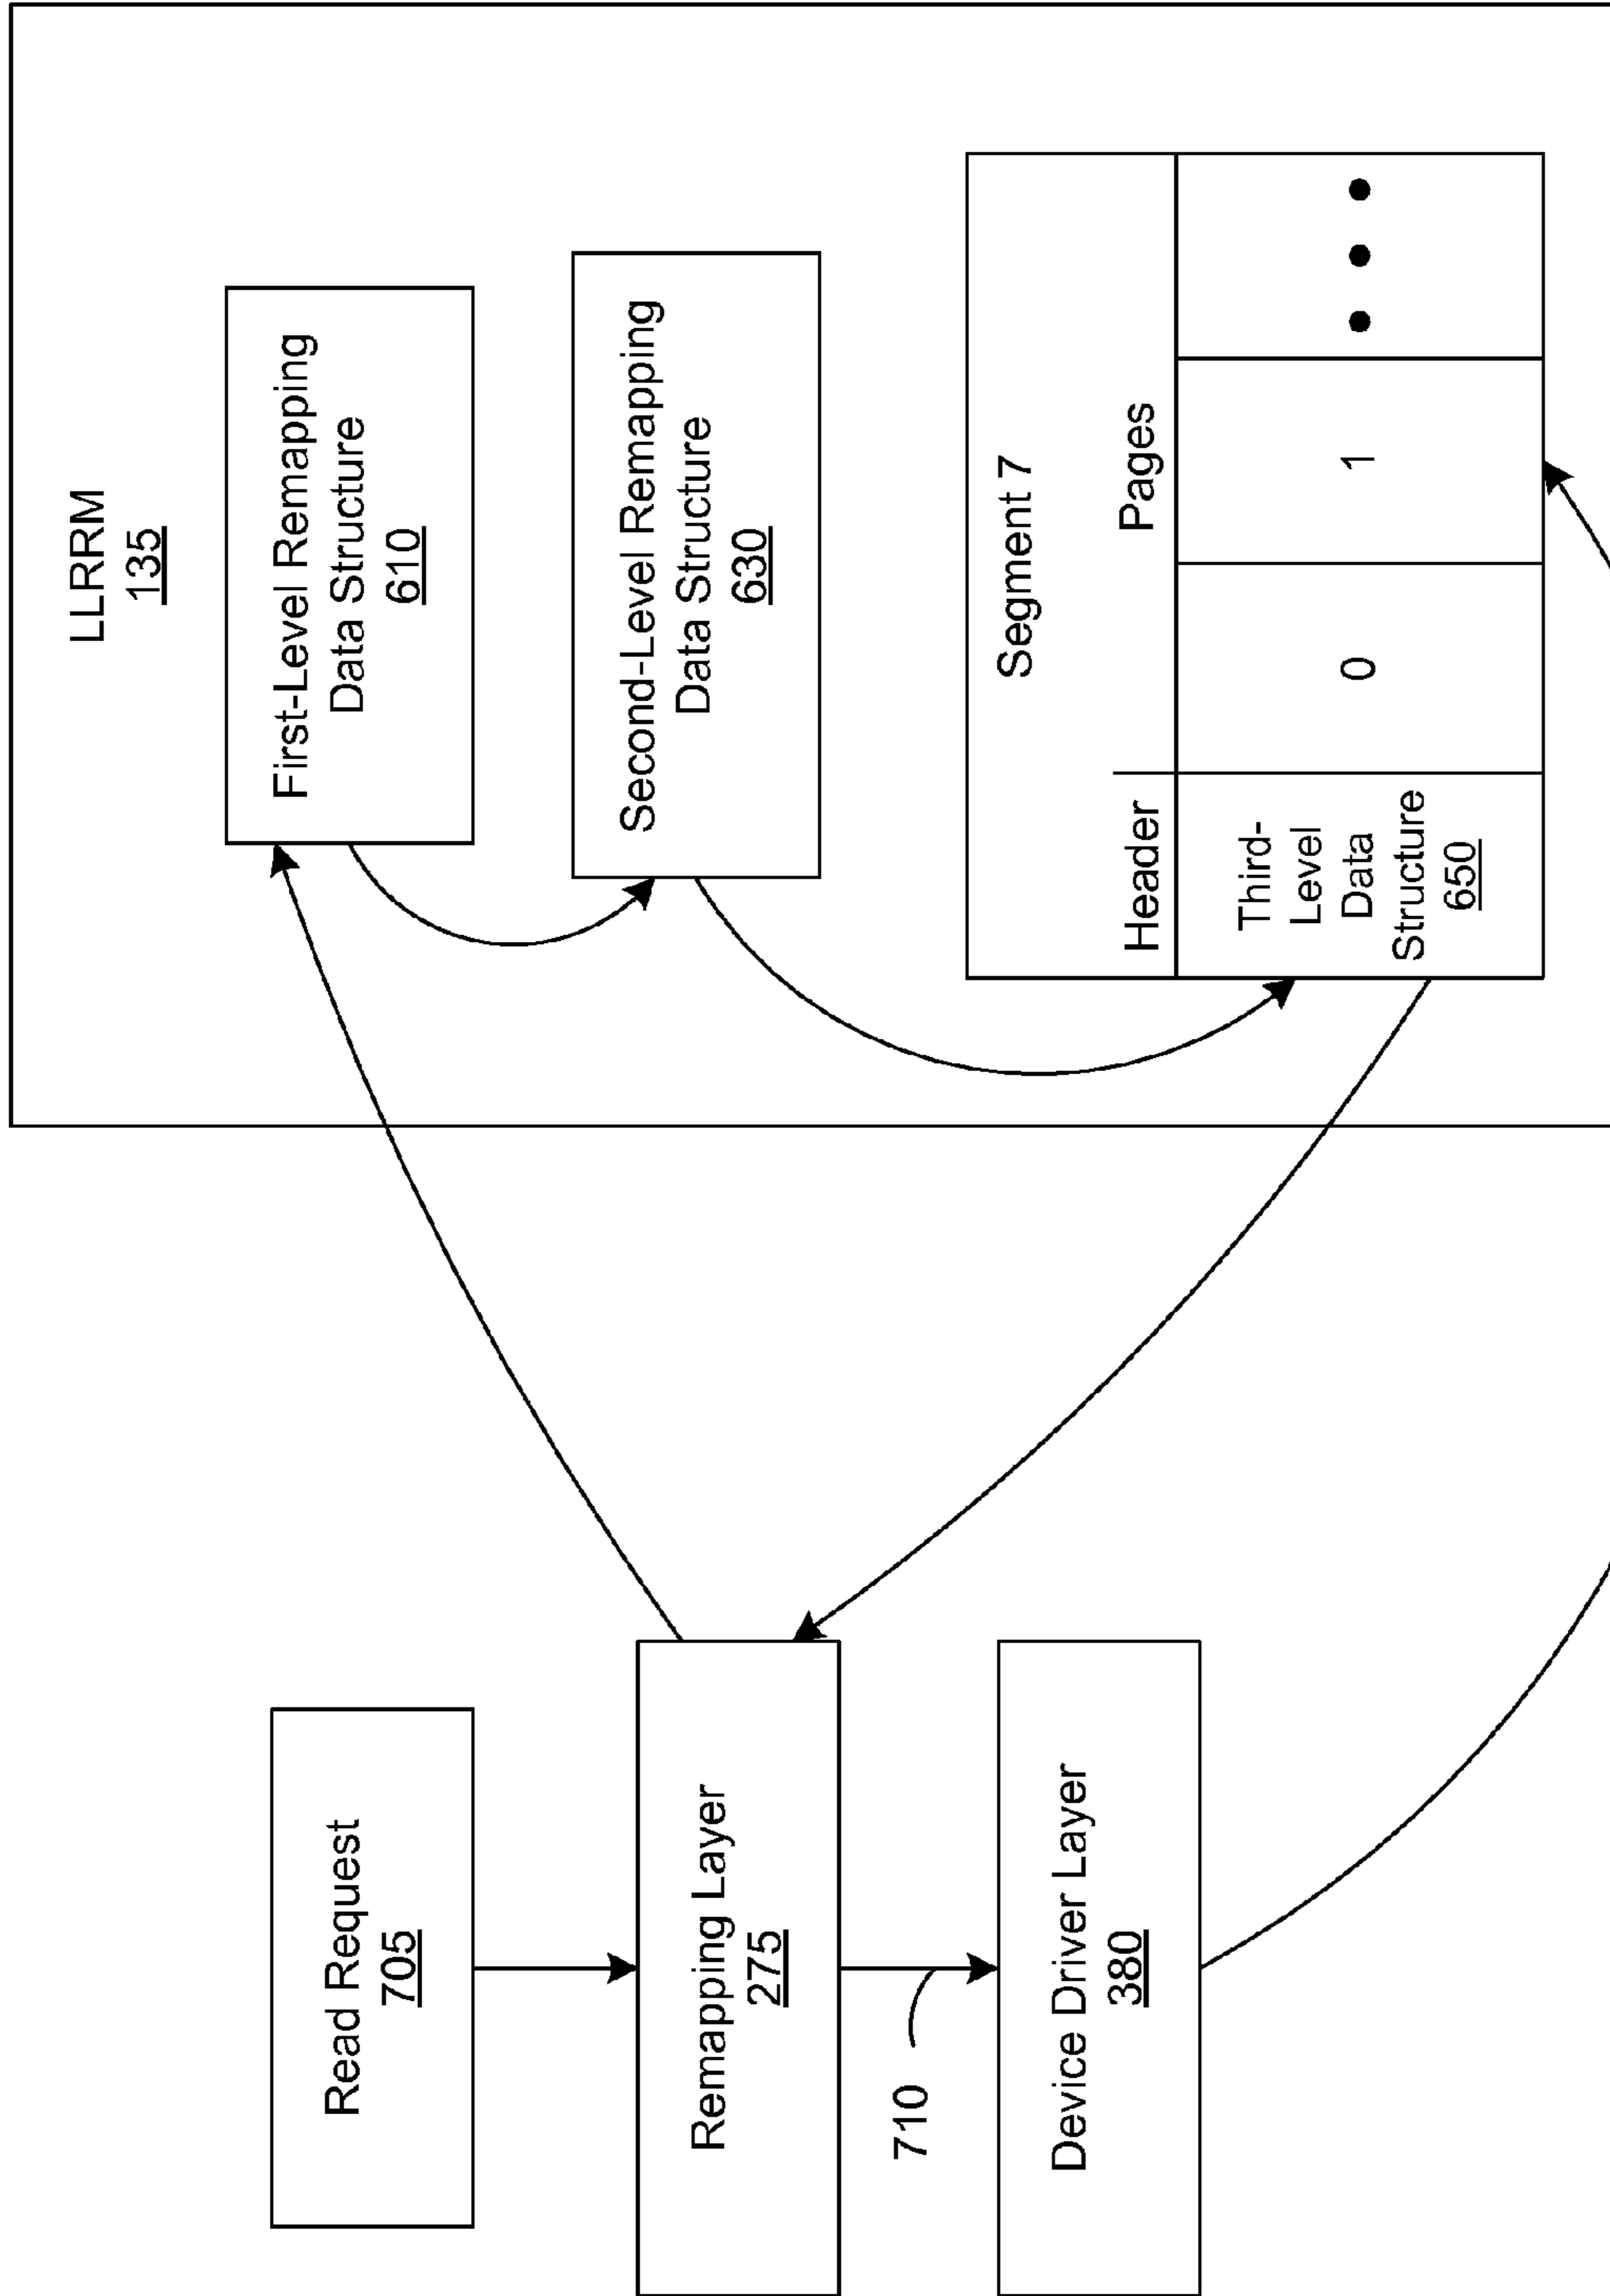 LLRRM
135
Read Request
705
First-Level Remapping
Data Structure
610
Remapping Layer
275
Second-Level Remapping
Data Structure
630
710
Device Driver Layer
380
Segment 7
Header
Pages
Third-
Level
Data
Structure
650
0
1